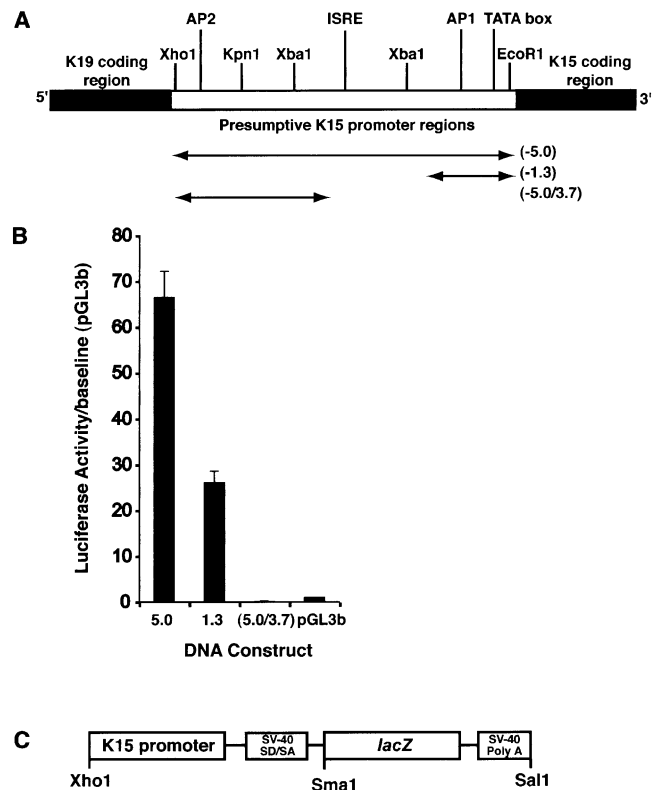 A
AP2
ISRE
AP1 TATA box
Xho1
Kpn1
Xba1
Xba1
EcoR1
K19 coding
region
K15 coding
region
5'
3'
Presumptive K15 promoter regions
(-5.0)
(-1.3)
(-5.0/3.7)
B
Luciferase Activity/baseline (pGL3b)
80
70
60
50
40
30
20
10
0
5.0 1.3 (5.0/3.7) pGL3b
DNA Construct
C
K15 promoter
SV-40
SD/SA
lacZ
SV-40
Poly A
Xho1
Sma1
Sal1